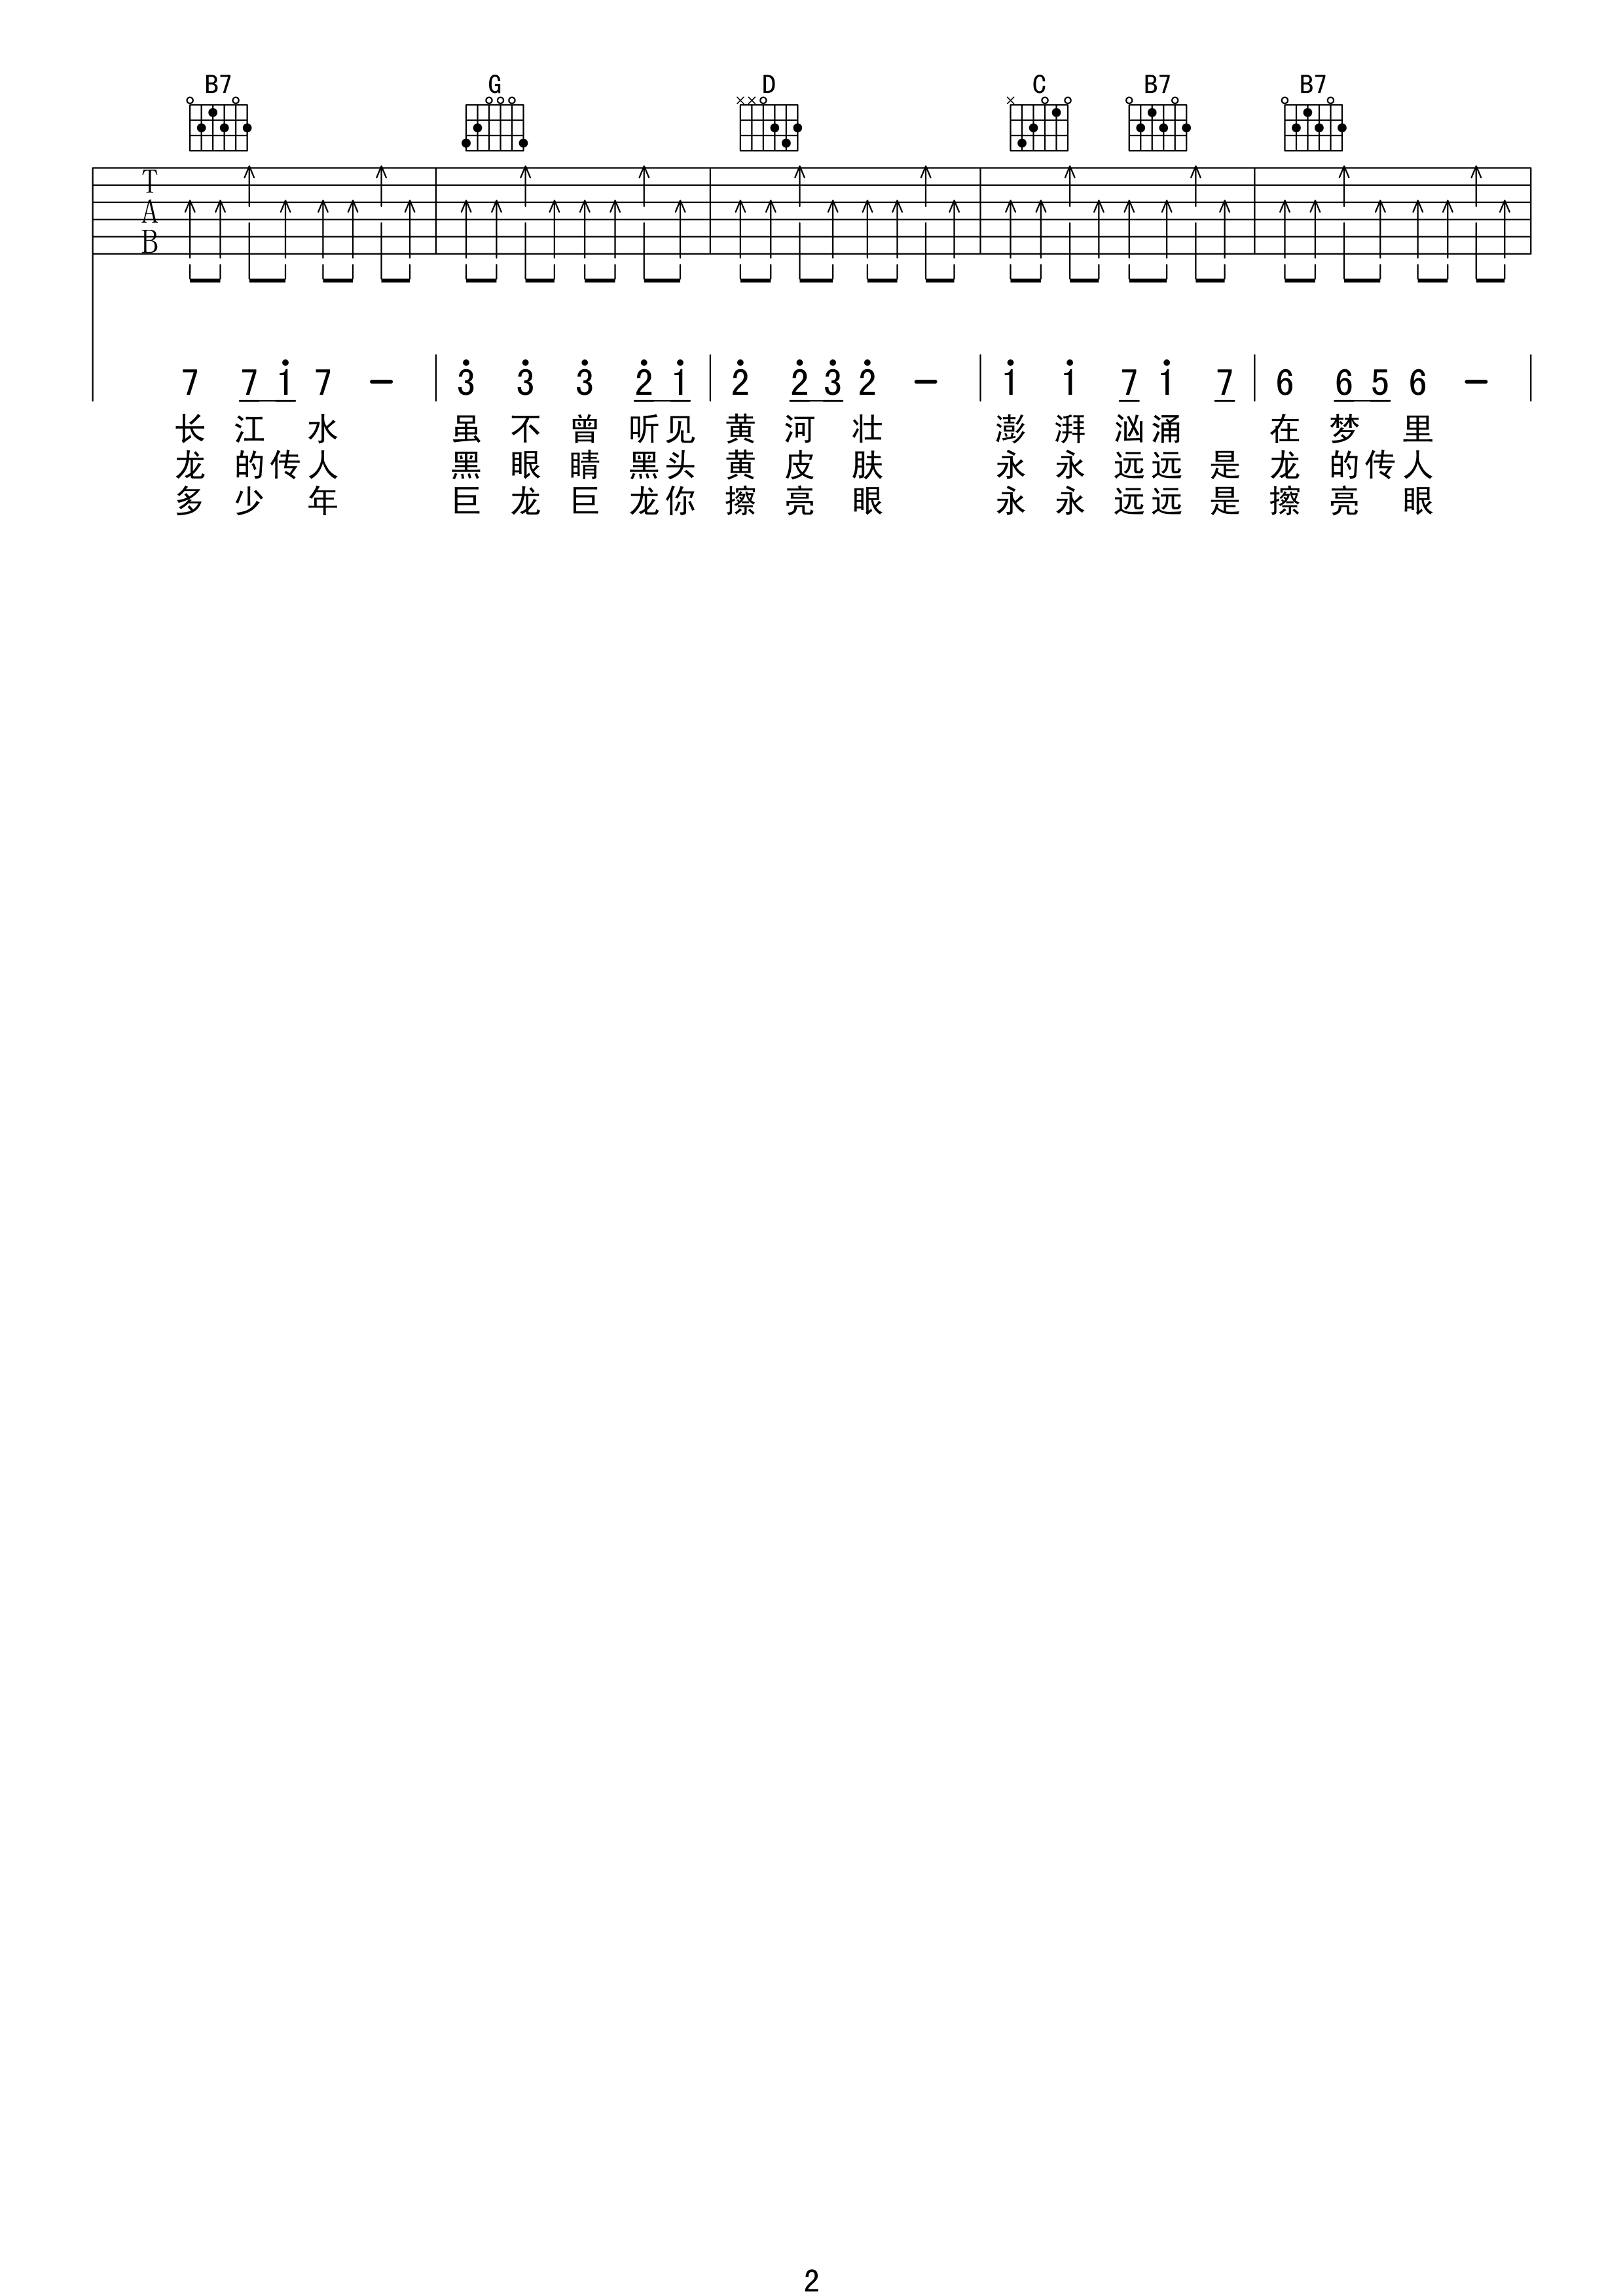 B7 G D C B7 B7
T
A
B
7 7 1 7 - 3 3 3 2 1 2 2 3 2 - 1 1 7 1 7 6 6 5 6 -
长 江 水 虽 不 曾 听 见 黄 河 壮 澎 湃 汹 涌 在 梦 里
龙 的 传 人 黑 眼 睛 黑 头 黄 皮 肤 永 永 远 远 是 龙 的 传 人
多 少 年 巨 龙 巨 龙 你 擦 亮 眼 永 永 远 远 是 擦 亮 眼
2